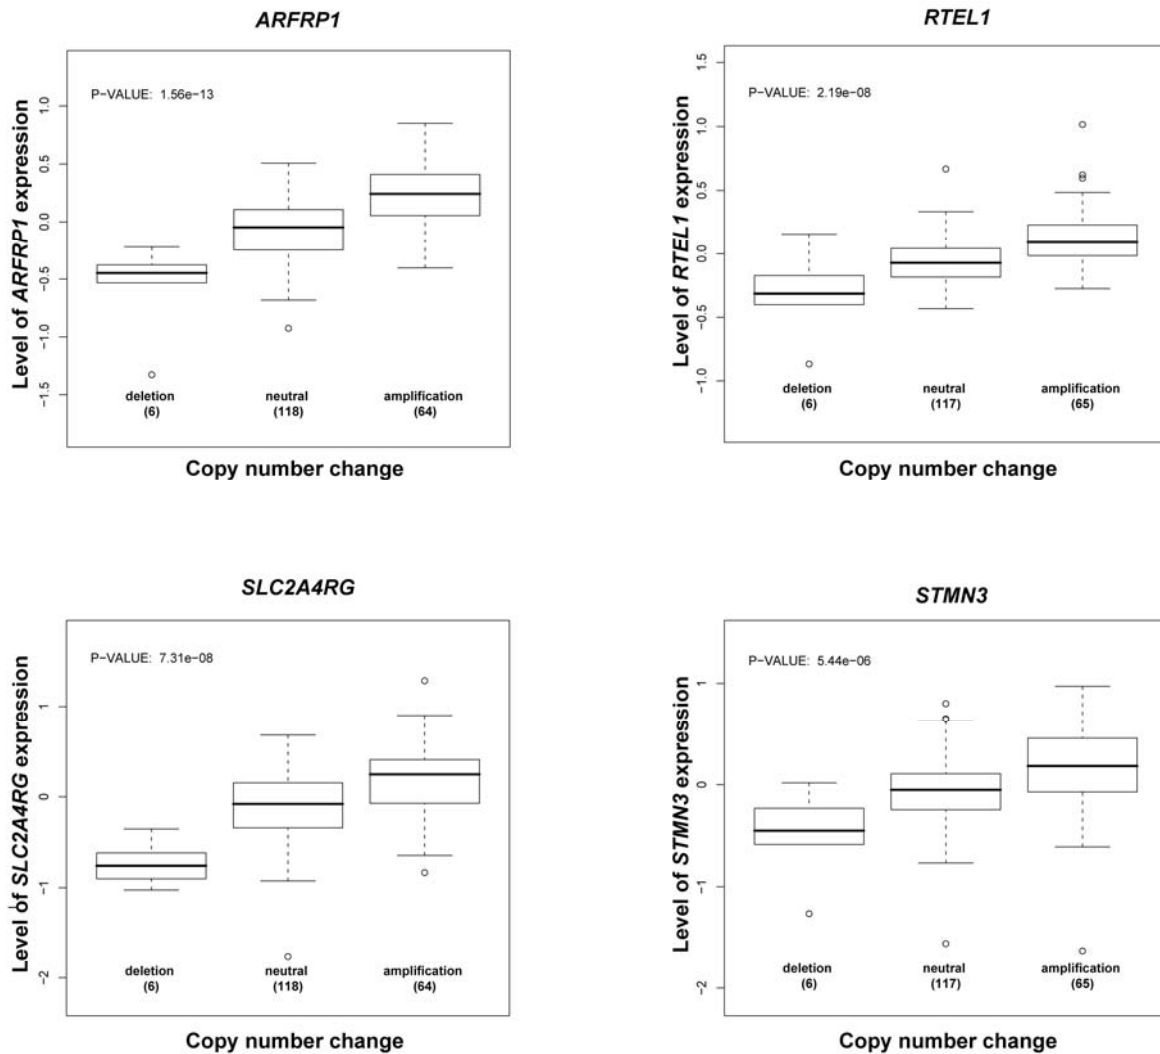 ARFRP1
P-VALUE: 1.56e-13
Level of ARFRP1 expression
1.0
0.5
0.0
-0.5
-1.0
-1.5
deletion
(6)
neutral
(118)
amplification
(64)
Copy number change
RTEL1
P-VALUE: 2.19e-08
Level of RTEL1 expression
1.5
1.0
0.5
0.0
-0.5
-1.0
deletion
(6)
neutral
(117)
amplification
(65)
Copy number change
SLC2A4RG
P-VALUE: 7.31e-08
Level of SLC2A4RG expression
1
0
-1
-2
deletion
(6)
neutral
(118)
amplification
(64)
Copy number change
STMN3
P-VALUE: 5.44e-06
Level of STMN3 expression
1
0
-1
-2
deletion
(6)
neutral
(117)
amplification
(65)
Copy number change